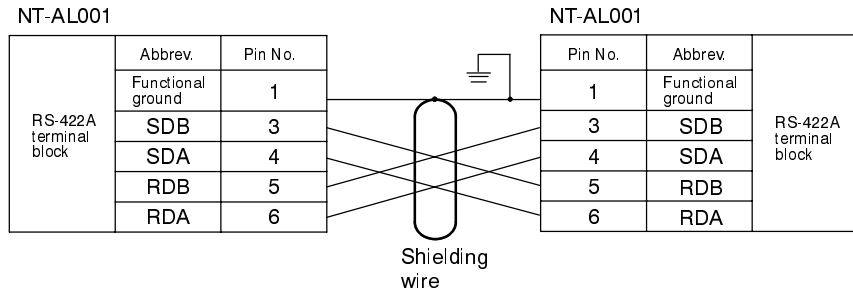 NT-AL001
NT-AL001
Abbrev. Pin No.
Pin No. Abbrev.
RS-422A
terminal
block
Functional
ground
1
SDB 3
SDA 4
RDB 5
RDA 6
1
Functional
ground
3 SDB
4 SDA
5 RDB
6 RDA
RS-422A
terminal
block
Shielding
wire